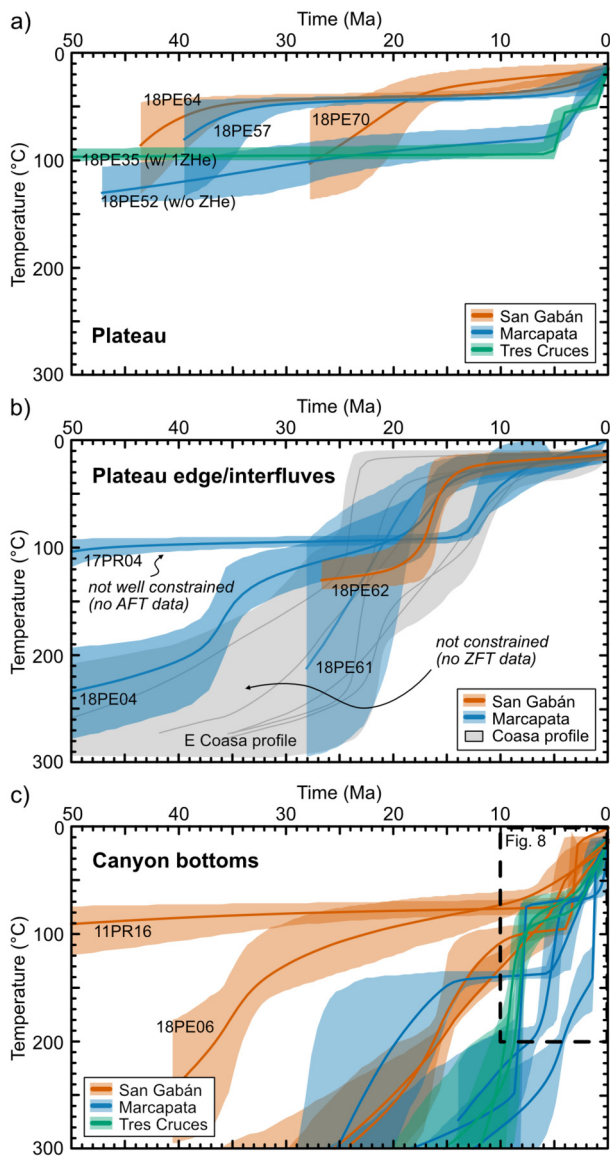 a)
Time (Ma)
50 40 30 20 10 0
0
100
200
300
Temperature (°C)
18PE64
18PE57
18PE70
18PE35 (w/ 1ZHe)
18PE52 (w/o ZHe)
Plateau
San Gabán
Marcapata
Tres Cruces
b)
Time (Ma)
50 40 30 20 10 0
0
100
200
300
Temperature (°C)
Plateau edge/interfluves
17PR04
not well constrained
(no AFT data)
18PE62
18PE61
not constrained
(no ZFT data)
18PE04
E Coasa profile
San Gabán
Marcapata
Coasa profile
c)
Time (Ma)
50 40 30 20 10 0
0
100
200
300
Temperature (°C)
Canyon bottoms
Fig. 8
11PR16
18PE06
San Gabán
Marcapata
Tres Cruces